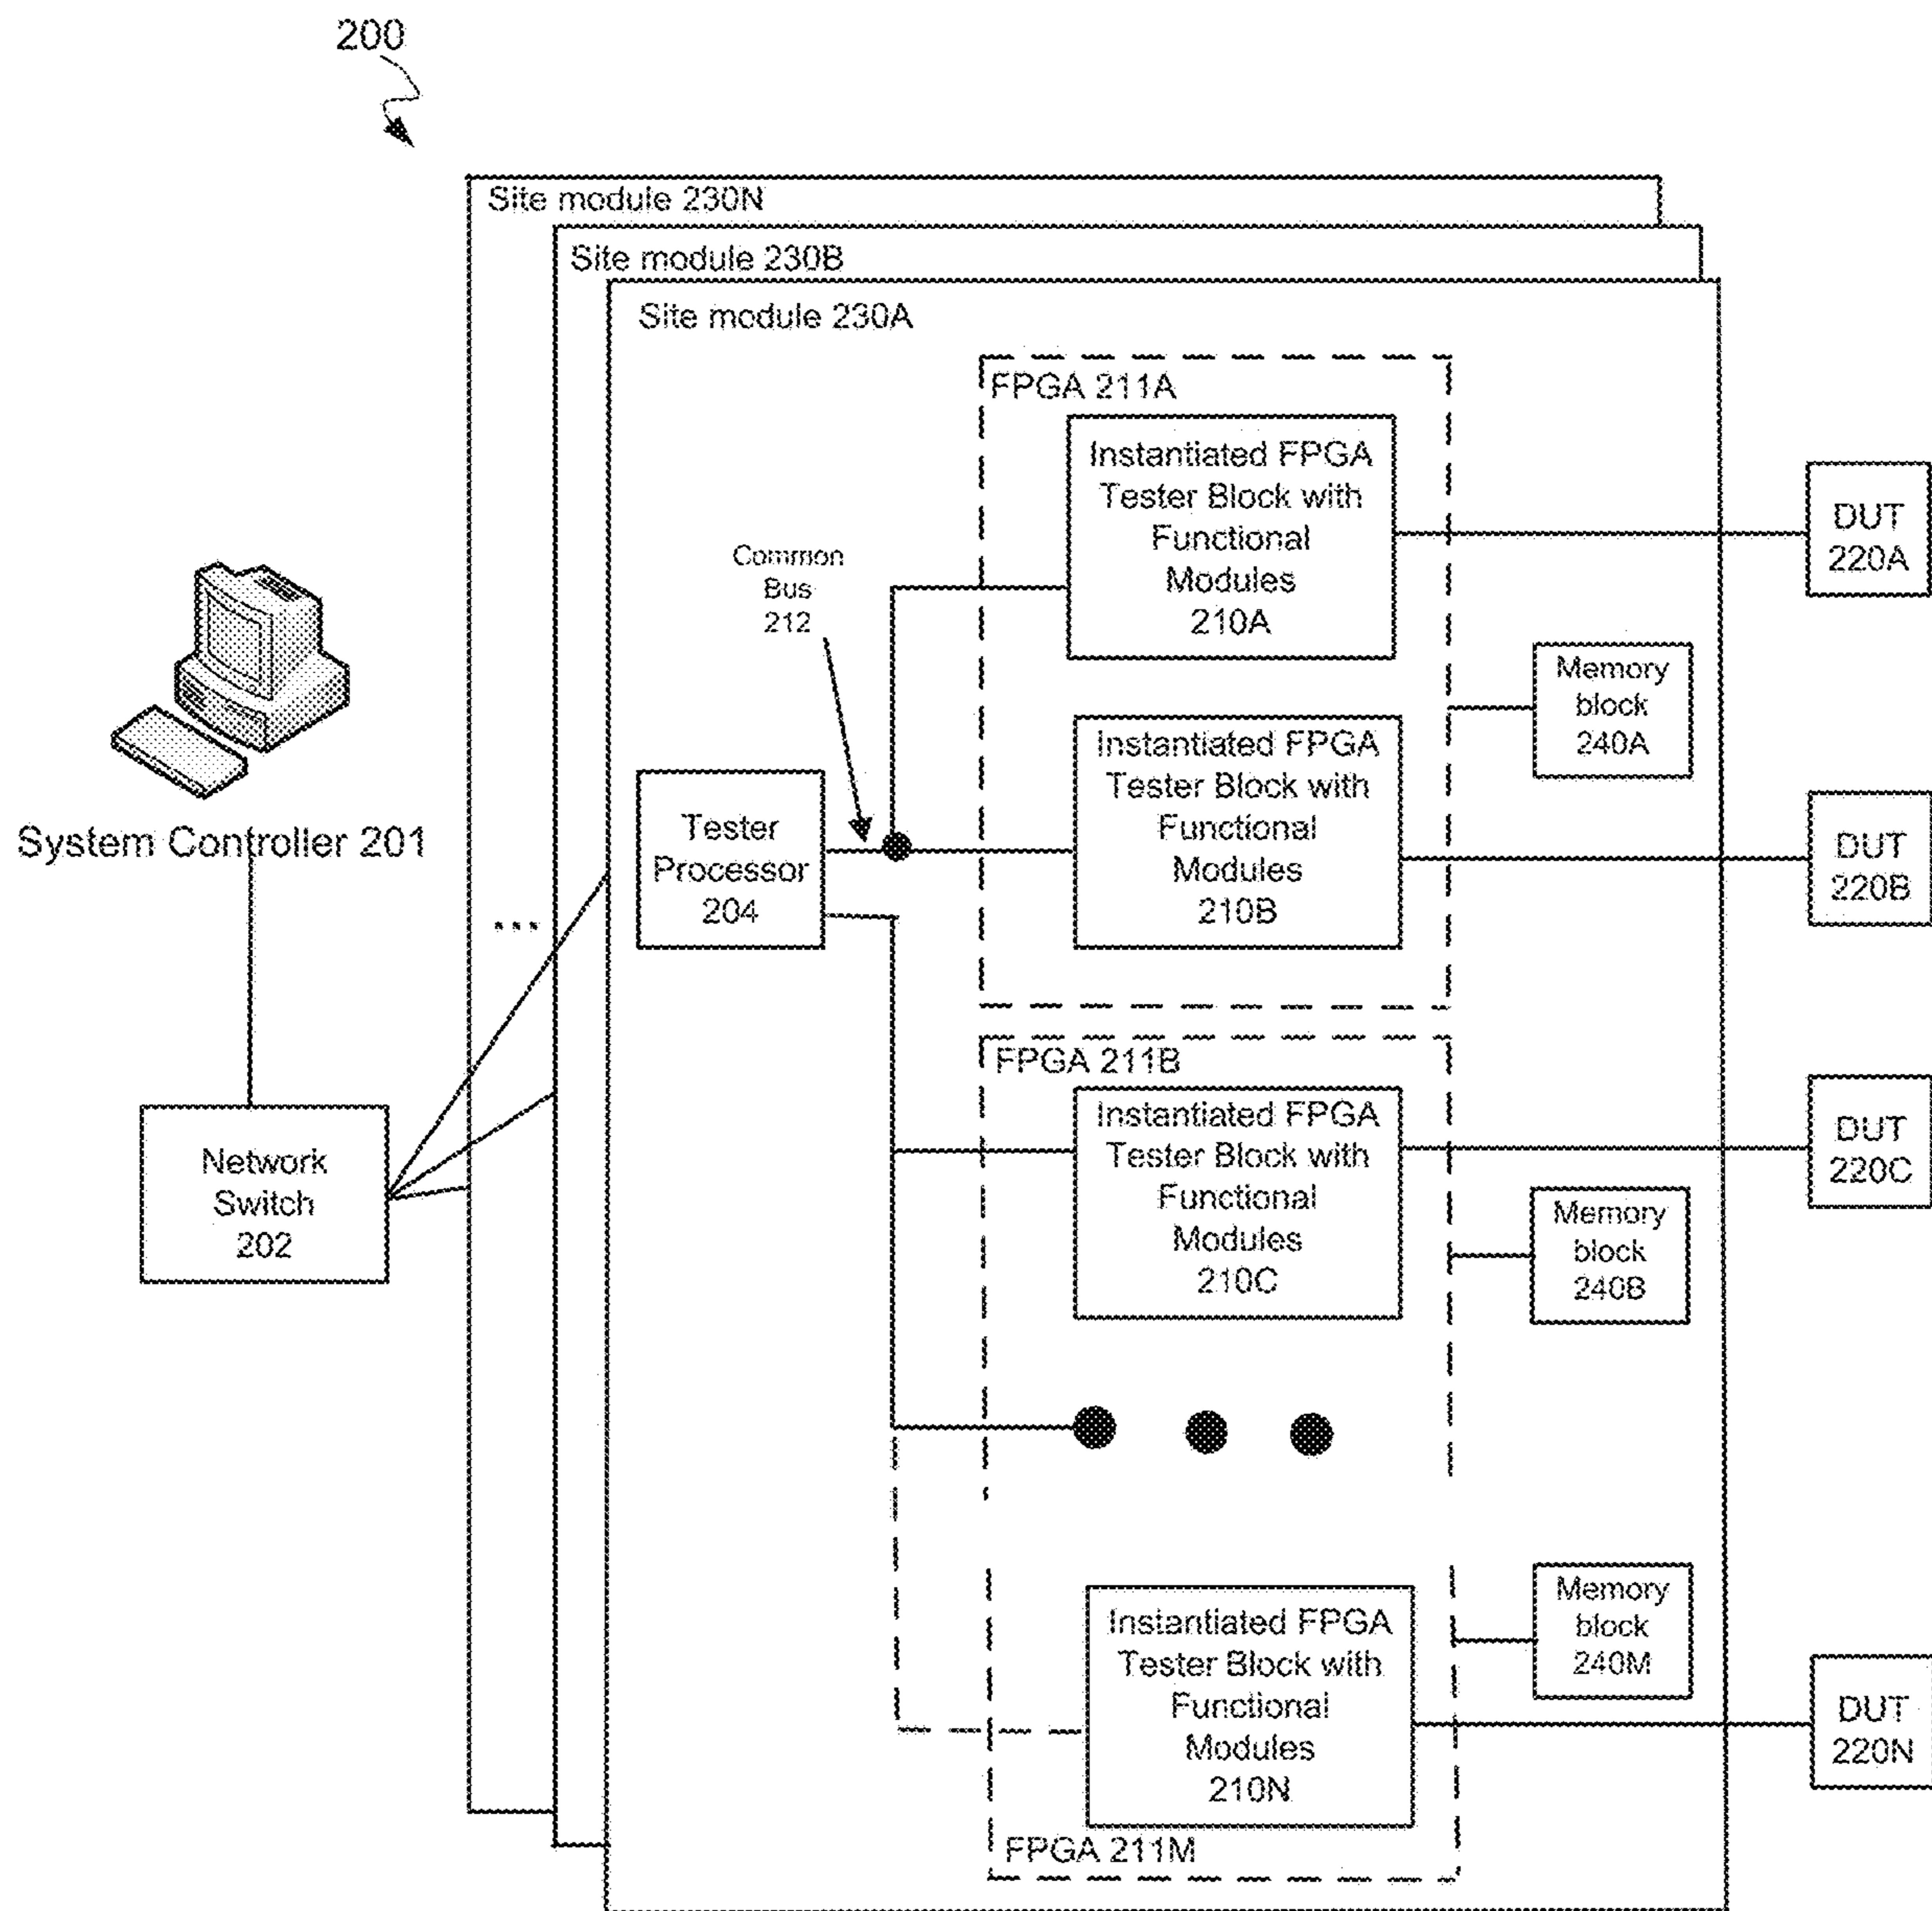 200
Site module 230N
Site module 230B
Site module 230A
FPGA 211A
Instantiated FPGA
Tester Block with
Functional
Modules
210A
DUT
220A
Common
Bus
212
Memory
block
240A
Instantiated FPGA
Tester Block with
Functional
Modules
210B
DUT
220B
Tester
Processor
204
System Controller 201
...
FPGA 211B
Instantiated FPGA
Tester Block with
Functional
Modules
210C
DUT
220C
Network
Switch
202
Memory
block
240B
Memory
block
240M
Instantiated FPGA
Tester Block with
Functional
Modules
210N
DUT
220N
FPGA 211M